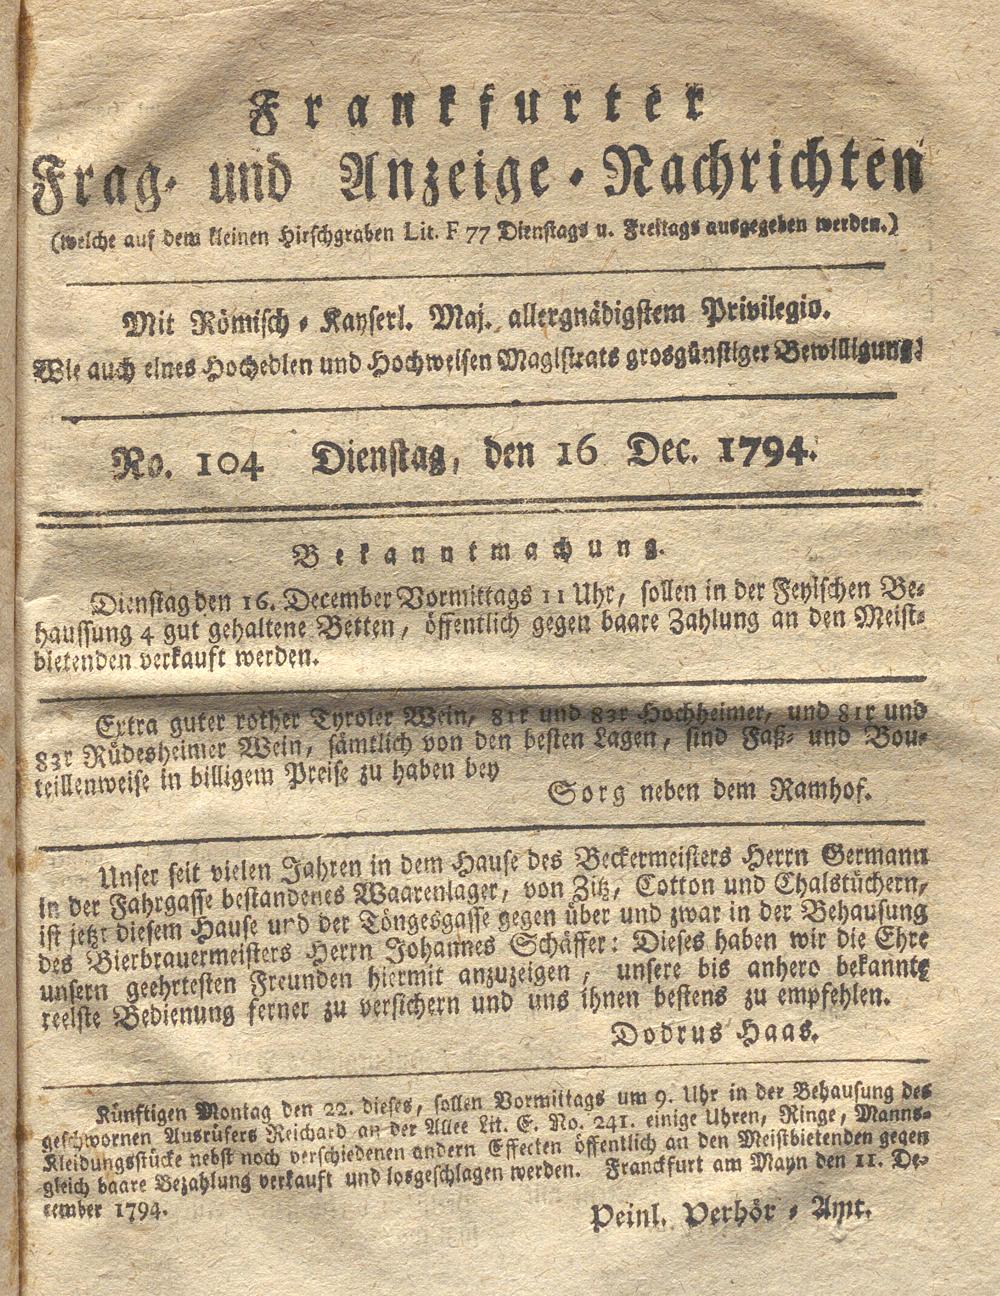 Frankfurter
Frag- und Anzeige-Nachrichten
(welche auf dem kleinen Hirschgraben Lit. F 77 Dienstags u. Freitags ausgegeben werden.)
Mit Römisch-Kayserl. Maj. allergnädigstem Privilegio.
Wie auch eines Hochedlen und Hochweisen Magistrats grosgünstiger Bewilligung:
No. 104 Dienstag, den 16 Dec. 1794.
Bekanntmachung.
Dienstag den 16. December Vormittags 11 Uhr, sollen in der Feyischen Be-
haussung 4 gut gehaltene Betten, öffentlich gegen baare Zahlung an den Meist-
bietenden verkauft werden.
Extra guter rother Tyroler Wein, 81r und 83r Hochheimer, und 81r und
83r Rüdesheimer Wein, sämtlich von den besten Lagen, sind Faß- und Bou-
teillenweise in billigem Preise zu haben bey
Sorg neben dem Ramhof.
Unser seit vielen Jahren in dem Hause des Beckermeisters Herrn Germann
in der Fahrgasse bestandenes Waarenlager, von Zitz, Cotton und Chalstüchern,
ist jetzt diesem Hause und der Töngesgasse gegen über und zwar in der Behausung
des Bierbrauermeisters Herrn Johannes Schäffer: Dieses haben wir die Ehre
unsern geehrtesten Freunden hiermit anzuzeigen, unsere bis anhero bekannte
reelste Bedienung ferner zu versichern und uns ihnen bestens zu empfehlen.
Dodrus Haas.
Künftigen Montag den 22. dieses, sollen Vormittags um 9. Uhr in der Behausung des
geschwornen Ausrüfers Reichard an der Allee Lit. E. No. 241. einige Uhren, Ringe, Manns-
Kleidungsstücke nebst noch verschiedenen andern Effecten öffentlich an den Meistbietenden gegen
gleich baare Bezahlung verkauft und losgeschlagen werden. Franckfurt am Mayn den 11. De-
cember 1794.
Peinl. Verhör-Amt.